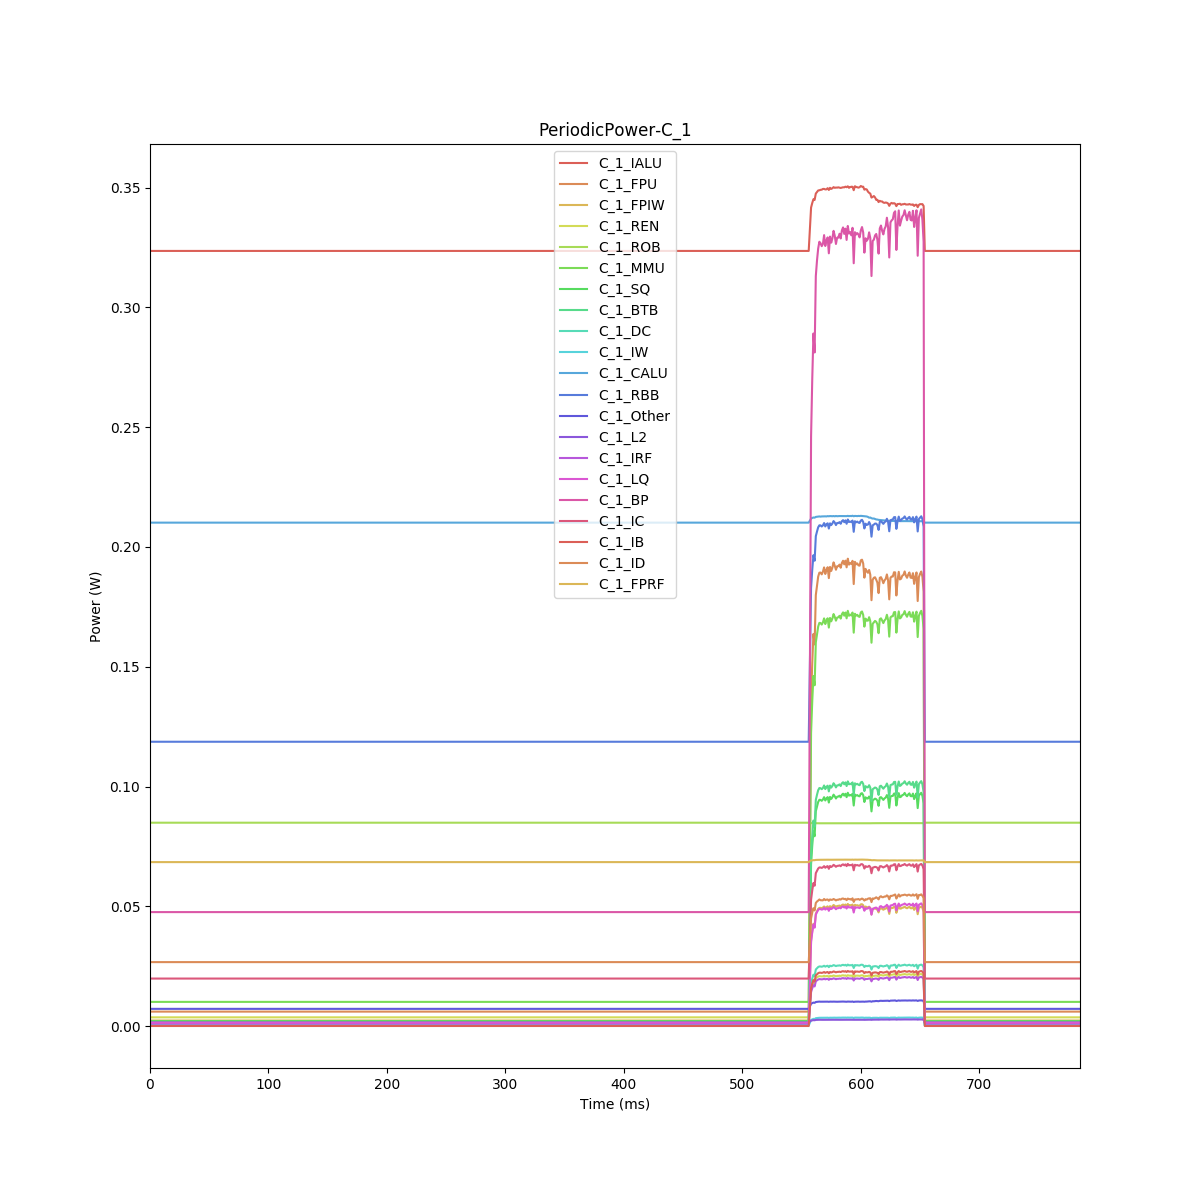 PeriodicPower-C_1
C_1_IALU
C_1_FPU
C_1_FPIW
C_1_REN
C_1_ROB
C_1_MMU
C_1_SQ
C_1_BTB
C_1_DC
C_1_IW
C_1_CALU
C_1_RBB
C_1_Other
C_1_L2
C_1_IRF
C_1_LQ
C_1_BP
C_1_IC
C_1_IB
C_1_ID
C_1_FPRF
0.35
0.30
0.25
0.20
0.15
0.10
0.05
0.00
Power (W)
0 100 200 300 400 500 600 700
Time (ms)